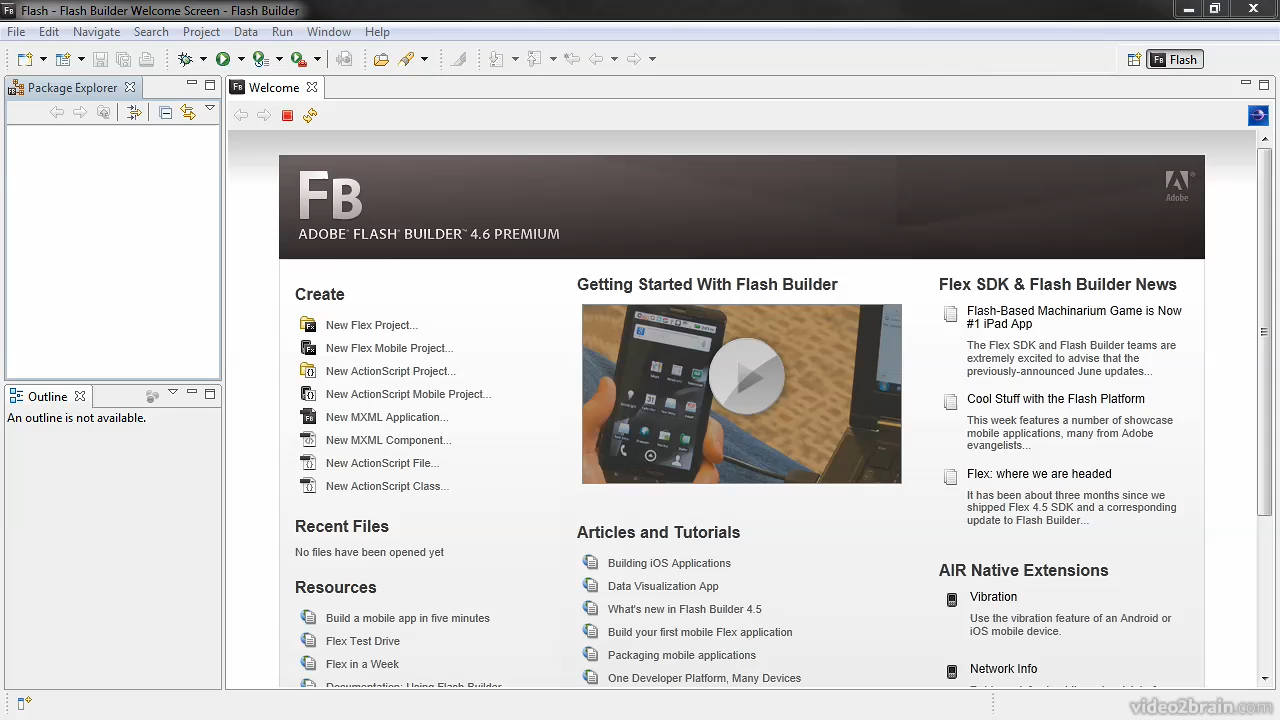 Flash - Flash Builder Welcome Screen - Flash Builder
File Edit Navigate Search Project Data Run Window Help
Flash
Package Explorer
Welcome
FB
ADOBE® FLASH® BUILDER™ 4.6 PREMIUM
Adobe
Create
New Flex Project...
New Flex Mobile Project...
New ActionScript Project...
New ActionScript Mobile Project...
New MXML Application...
New MXML Component...
New ActionScript File...
New ActionScript Class...
Recent Files
No files have been opened yet
Resources
Build a mobile app in five minutes
Flex Test Drive
Flex in a Week
Documentation: Using Flash Builder
Getting Started With Flash Builder
Articles and Tutorials
Building iOS Applications
Data Visualization App
What's new in Flash Builder 4.5
Build your first mobile Flex application
Packaging mobile applications
One Developer Platform, Many Devices
Flex SDK & Flash Builder News
Flash-Based Machinarium Game is Now
#1 iPad App
The Flex SDK and Flash Builder teams are
extremely excited to advise that the
previously-announced June updates...
Cool Stuff with the Flash Platform
This week features a number of showcase
mobile applications, many from Adobe
evangelists...
Flex: where we are headed
It has been about three months since we
shipped Flex 4.5 SDK and a corresponding
update to Flash Builder...
AIR Native Extensions
Vibration
Use the vibration feature of an Android or
iOS mobile device.
Network Info
Outline
An outline is not available.
video2brain.com